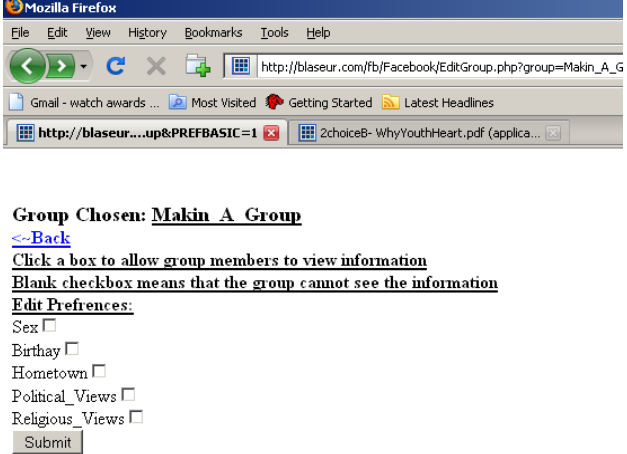 Mozilla Firefox
File Edit View History Bookmarks Tools Help
http://blaseur.com/fb/Facebook/EditGroup.php?group=Makin_A_G
Gmail - watch awards ... Most Visited Getting Started Latest Headlines
http://blaseur....up&PREFBASIC=1 2choiceB- WhyYouthHeart.pdf (applica...
Group Chosen: Makin_A_Group
<~Back
Click a box to allow group members to view information
Blank checkbox means that the group cannot see the information
Edit Prefrences:
Sex
Birthay
Hometown
Political_Views
Religious_Views
Submit